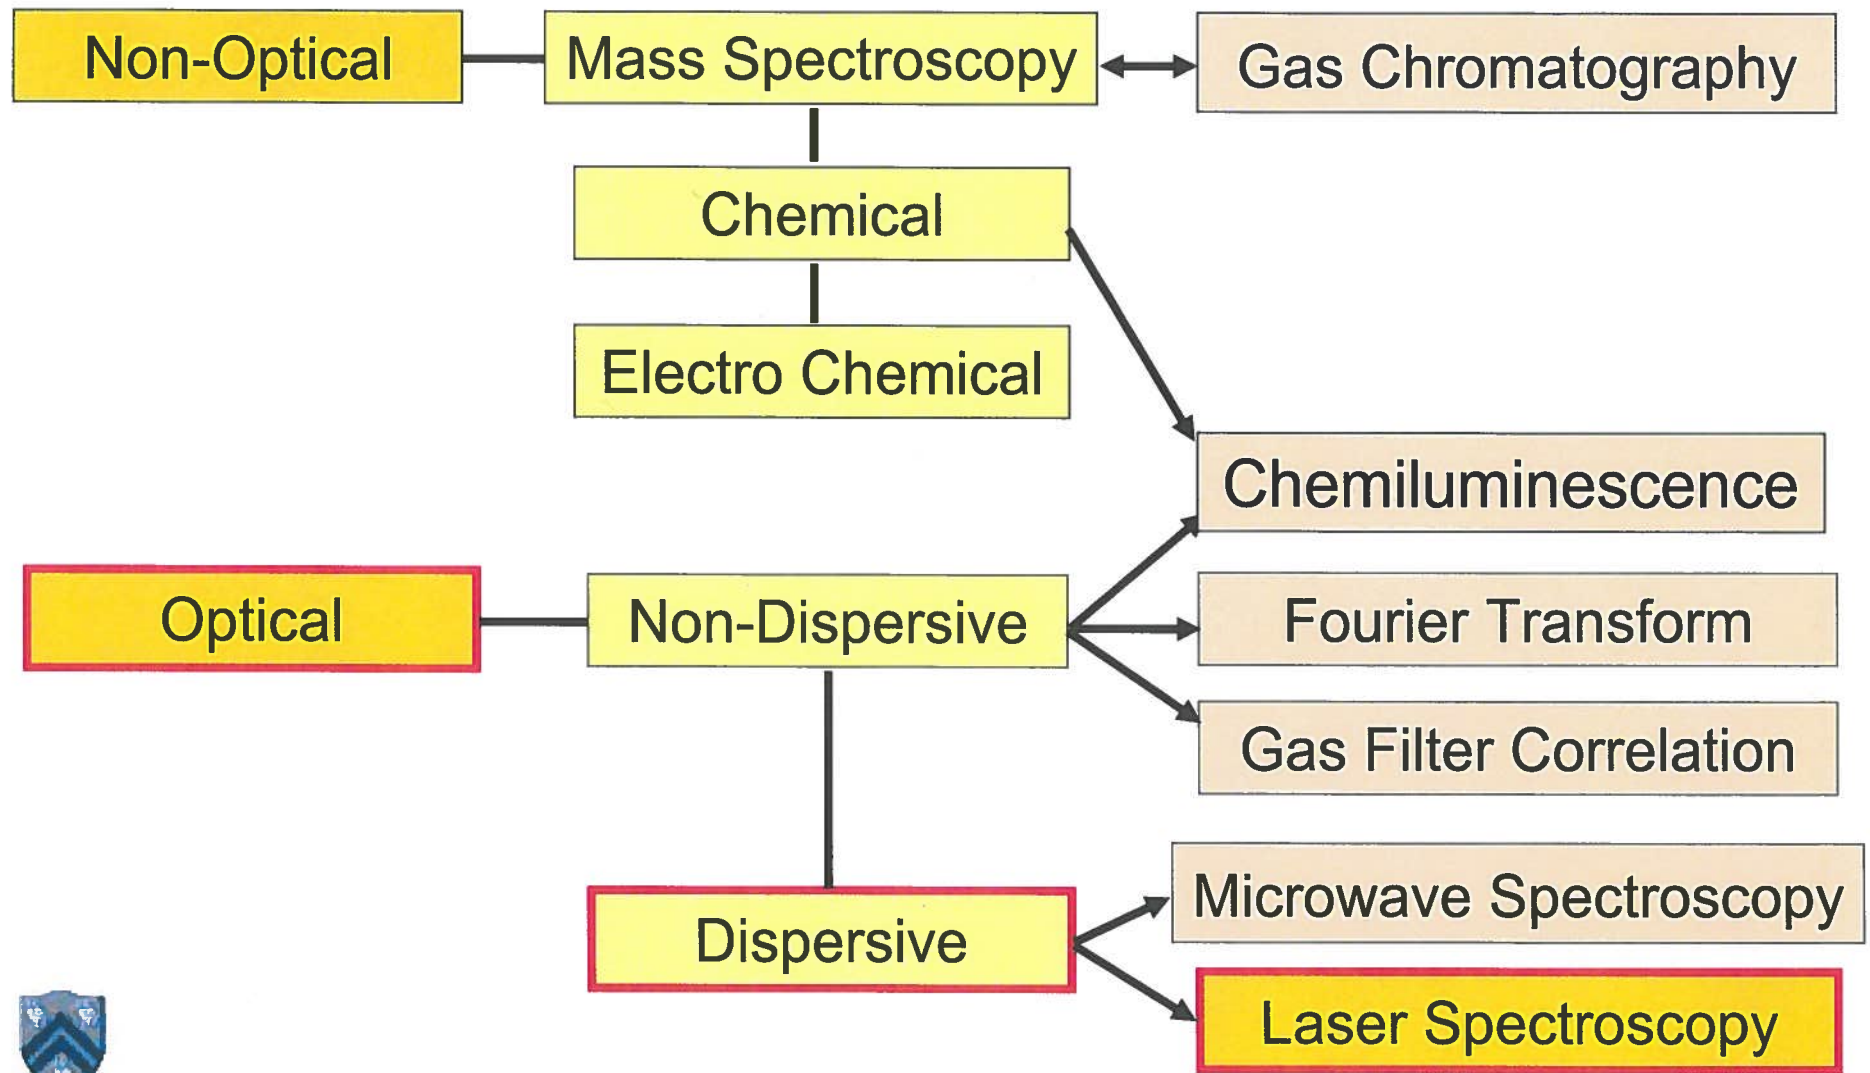 Non-Optical
Mass Spectroscopy
Gas Chromatography
Chemical
Electro Chemical
Chemiluminescence
Optical
Non-Dispersive
Fourier Transform
Gas Filter Correlation
Microwave Spectroscopy
Dispersive
Laser Spectroscopy